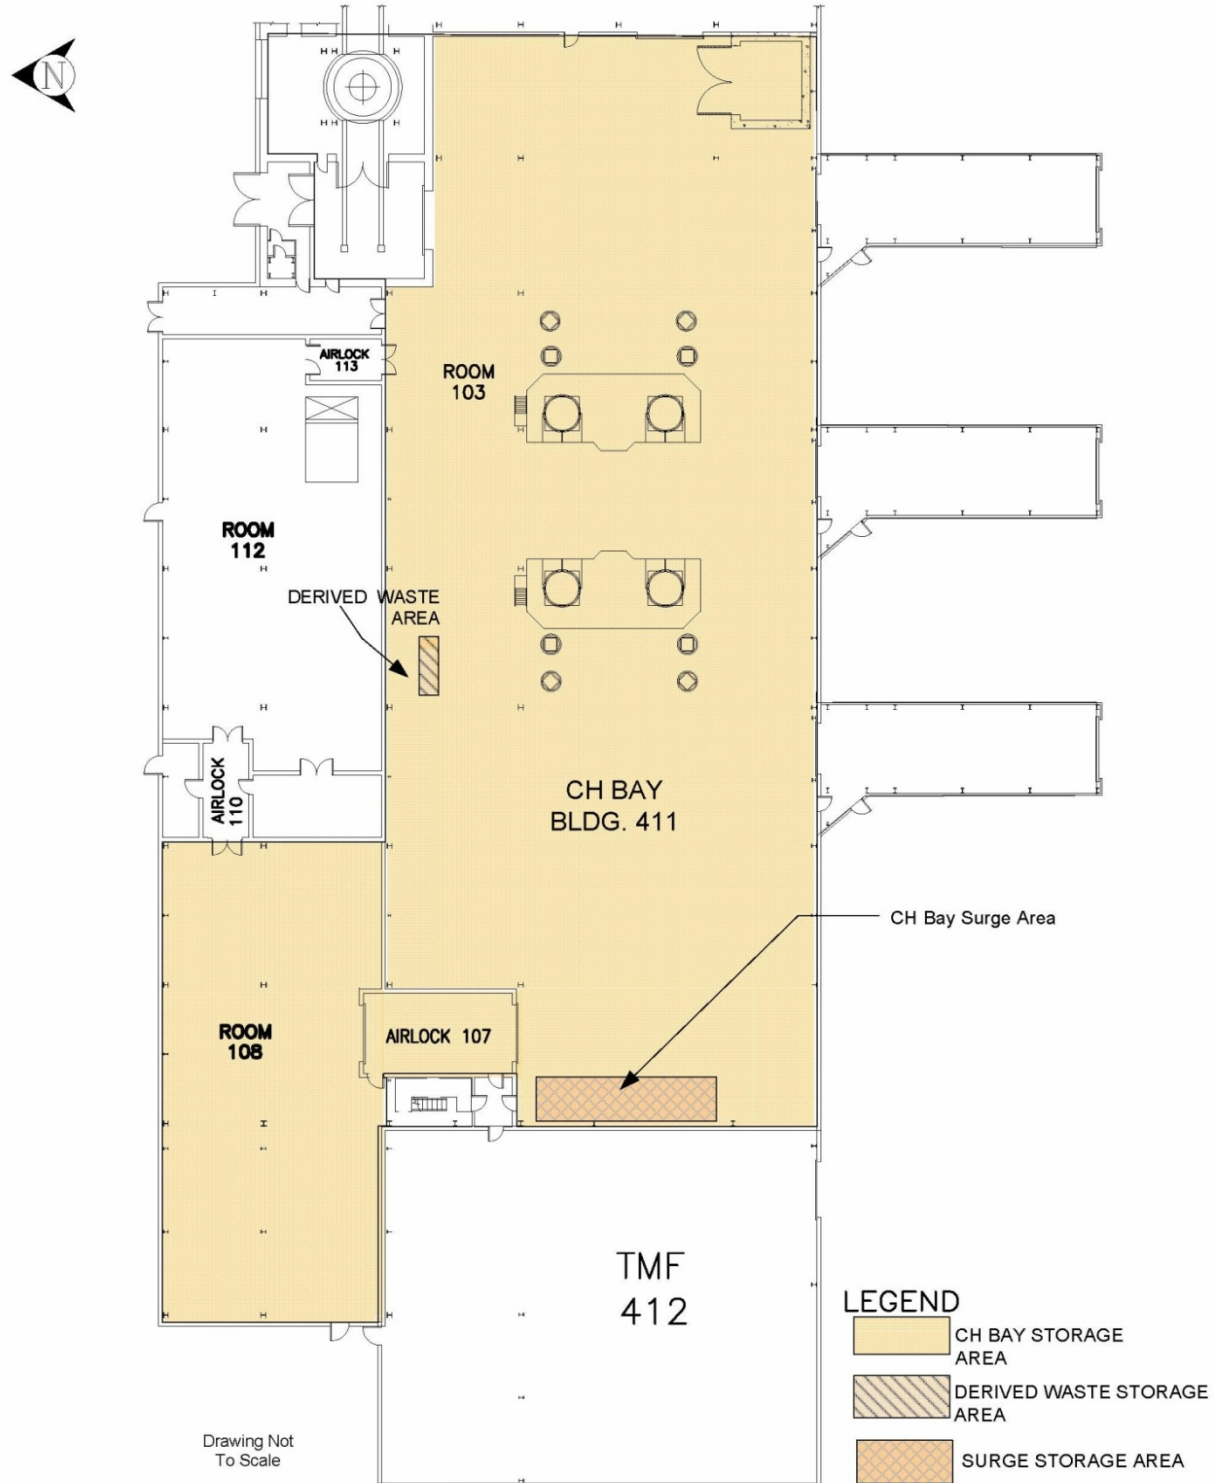 N
AIRLOCK
113
ROOM
103
ROOM
112
DERIVED WASTE
AREA
AIRLOCK
110
CH BAY
BLDG. 411
CH Bay Surge Area
ROOM
108
AIRLOCK 107
TMF
412
LEGEND
CH BAY STORAGE
AREA
DERIVED WASTE STORAGE
AREA
SURGE STORAGE AREA
Drawing Not
To Scale